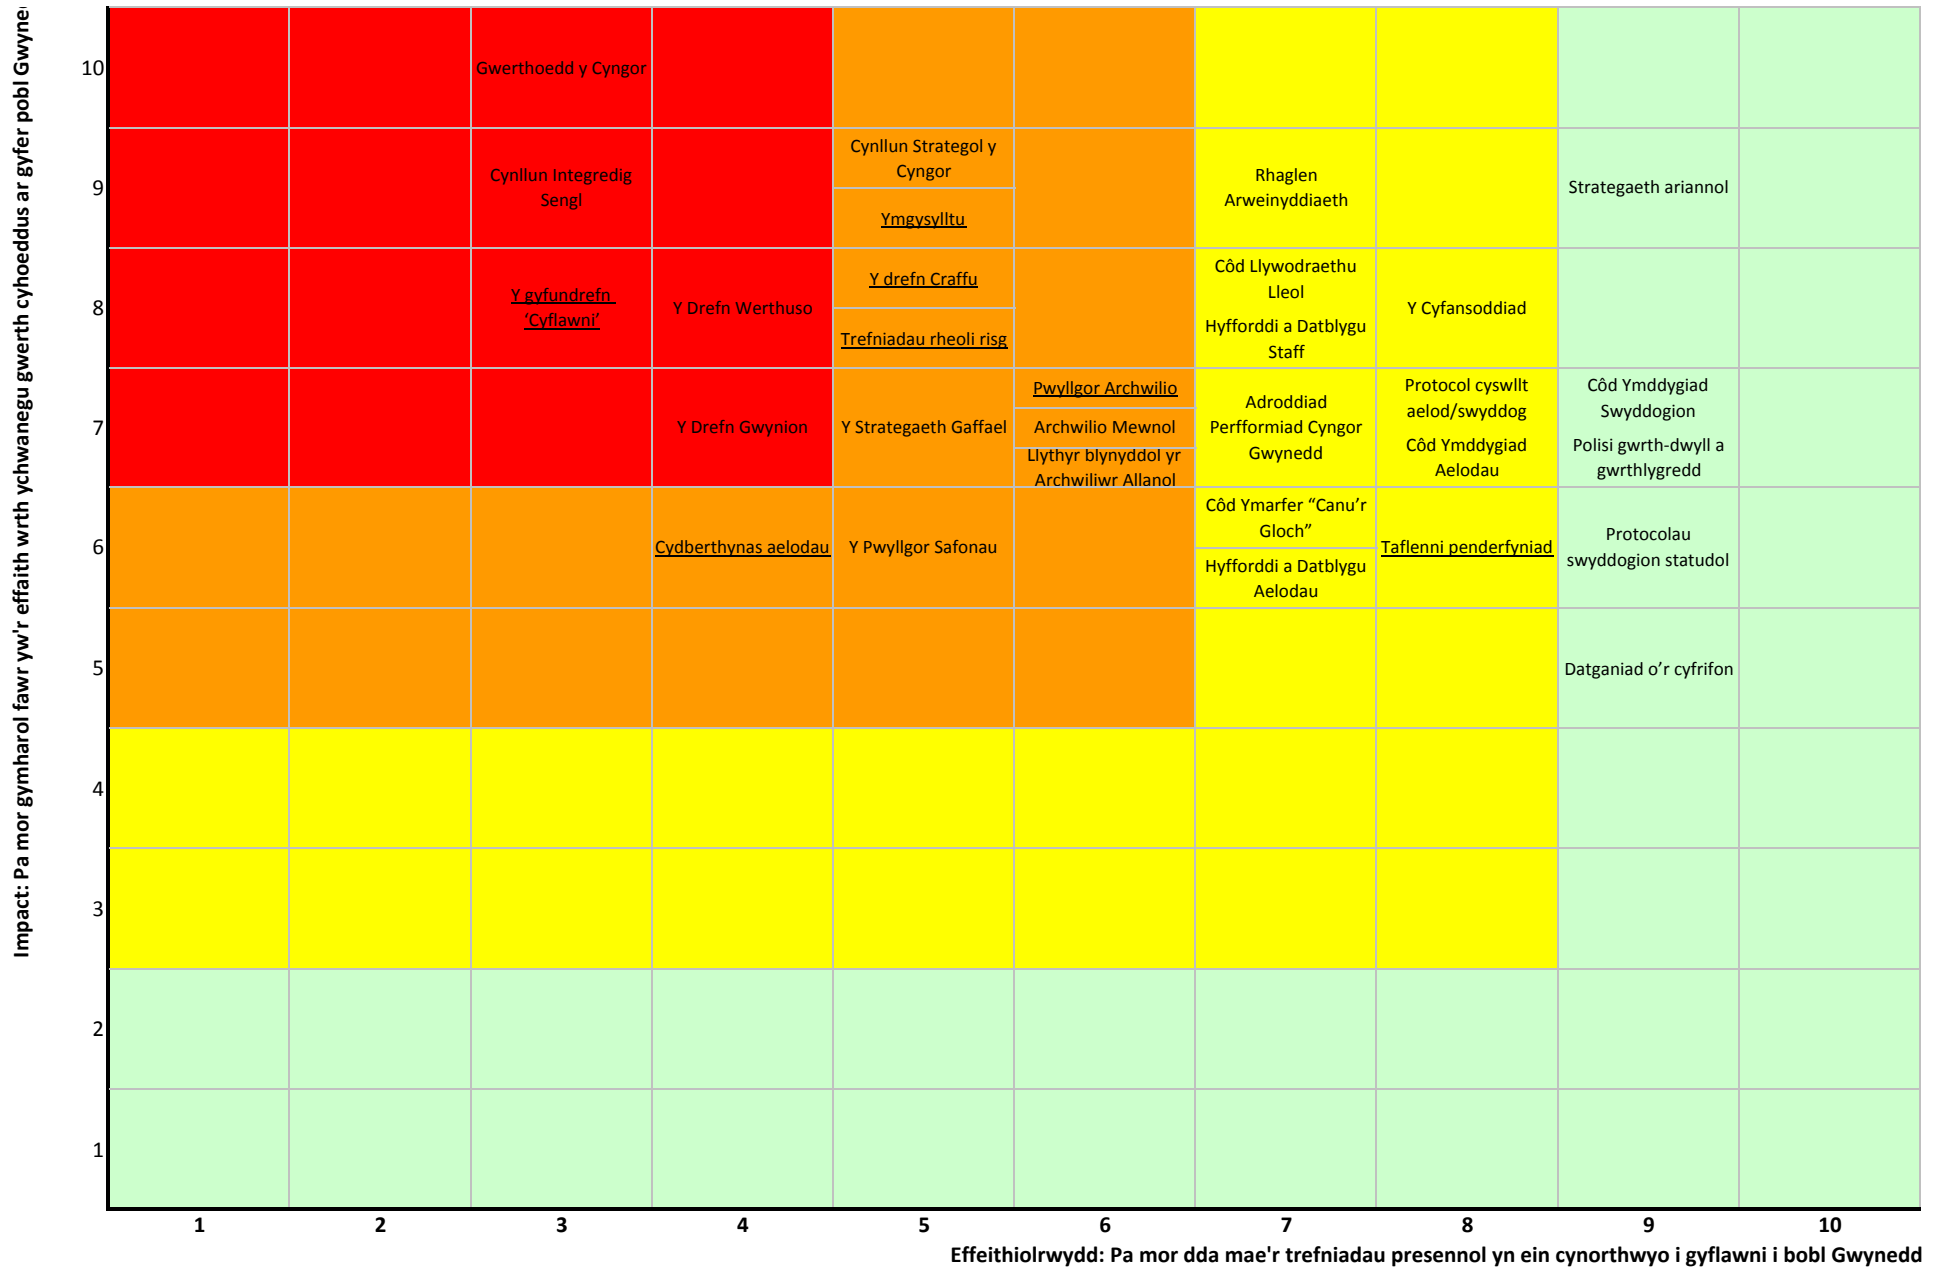 Impact: Pa mor gymharol fawr yw'r effaith wrth ychwanegu gwerth cyhoeddus ar gyfer pobl
10
Gwerthoedd y Cyngor
9
Cynllun Integredig
Sengl
Cynllun Strategol y
Cyngor
Ymgysylltu
Rhaglen
Arweinyddiaeth
Strategaeth ariannol
8
Y gyfundrefn
‘Cyflawni’
Y Drefn Werthuso
Y drefn Craffu
Trefniadau rheoli risg
Côd Llywodraethu
Lleol
Hyfforddi a Datblygu
Staff
Y Cyfansoddiad
7
Y Drefn Gwynion
Y Strategaeth Gaffael
Pwyllgor Archwilio
Archwilio Mewnol
Llythyr blynyddol yr
Archwiliwr Allanol
Adroddiad
Perfformiad Cyngor
Gwynedd
Protocol cyswllt
aelod/swyddog
Côd Ymddygiad
Aelodau
Côd Ymddygiad
Swyddogion
Polisi gwrth-dwyll a
gwrthlygredd
6
Cydberthynas aelodau
Y Pwyllgor Safonau
Côd Ymarfer “Canu’r
Gloch”
Hyfforddi a Datblygu
Aelodau
Taflenni penderfyniad
Protocolau
swyddogion statudol
5
Datganiad o’r cyfrifon
4
3
2
1
1 2 3 4 5 6 7 8 9 10
Effeithiolrwydd: Pa mor dda mae'r trefniadau presennol yn ein cynorthwyo i gyflawni i bobl Gwynedd